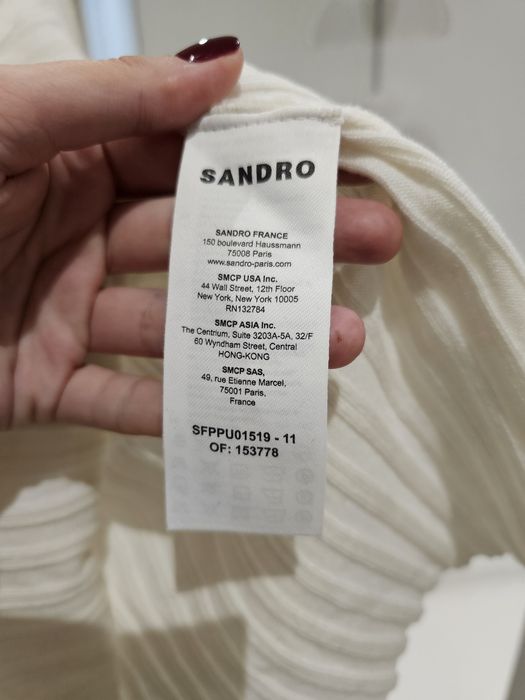 SANDRO
SANDRO FRANCE
150 boulevard Haussmann
75008 Paris
www.sandro-paris.com
SMCP USA Inc.
44 Wall Street, 12th Floor
New York, New York 10005
RN132784
SMCP ASIA Inc.
The Centrium, Suite 3203A-5A, 32/F
60 Wyndham Street, Central
HONG-KONG
SMCP SAS,
49, rue Etienne Marcel,
75001 Paris,
France
SFPPU01519 - 11
OF: 153778